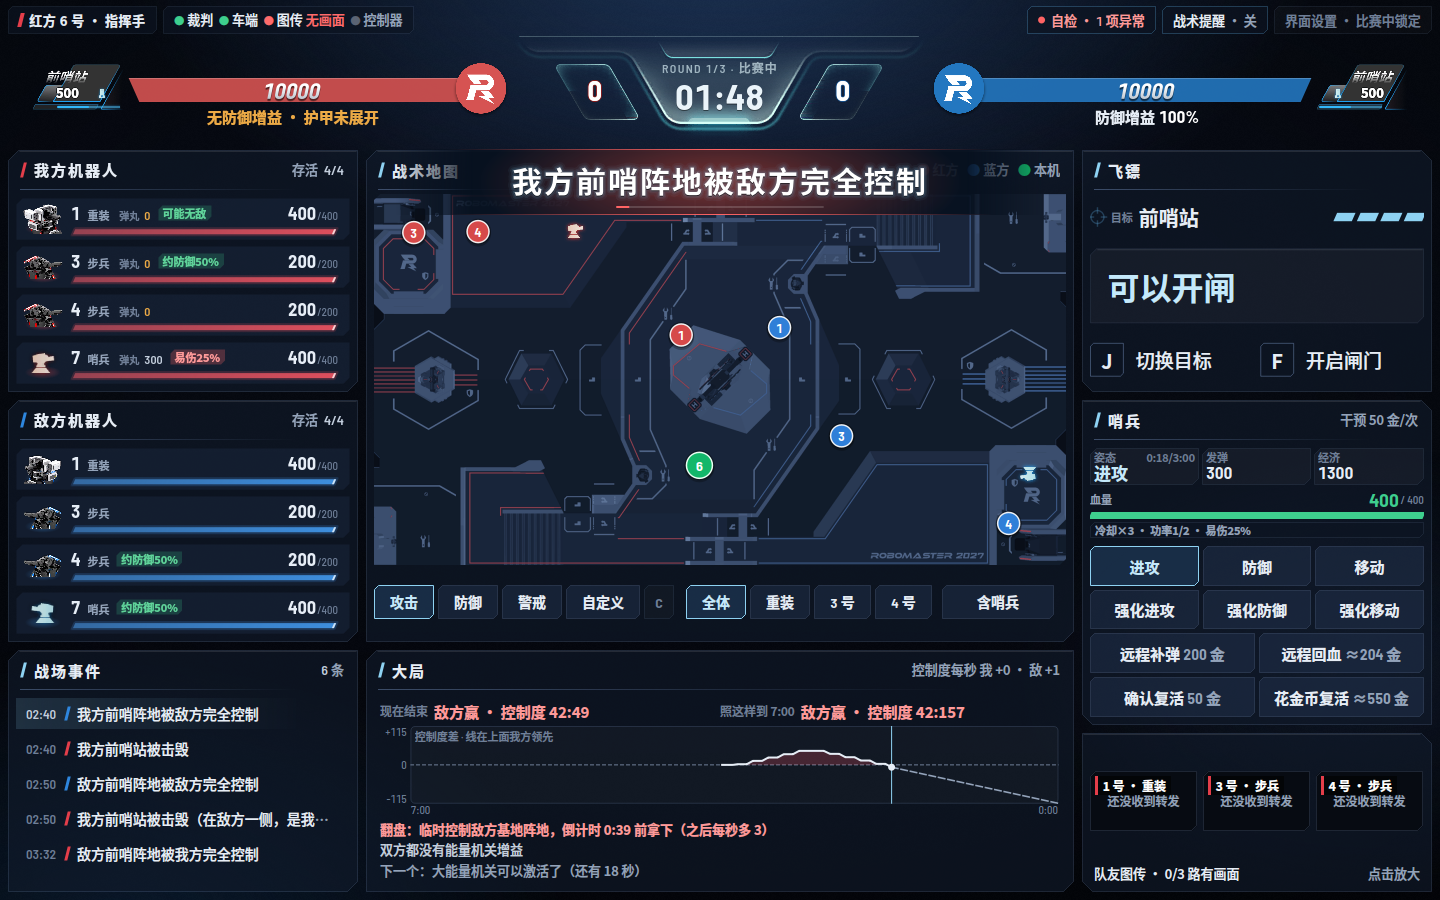 红方 6 号 · 指挥手
裁判 车端 图传 无画面 控制器
自检 · 1 项异常
战术提醒 · 关
界面设置 · 比赛中锁定
前哨站
500
10000
无防御增益 · 护甲未展开
0
ROUND 1/3 · 比赛中
01:48
0
10000
防御增益 100%
前哨站
500
我方机器人
存活 4/4
1 重装 弹丸 0 可能无敌 400/400
3 步兵 弹丸 0 约防御50% 200/200
4 步兵 弹丸 0 200/200
7 哨兵 弹丸 300 易伤25% 400/400
敌方机器人
存活 4/4
1 重装 400/400
3 步兵 200/200
4 步兵 约防御50% 200/200
7 哨兵 约防御50% 400/400
战场事件
6 条
02:40 我方前哨阵地被敌方完全控制
02:40 我方前哨站被击毁
02:50 敌方前哨阵地被敌方完全控制
02:50 我方前哨站被击毁（在敌方一侧，是我…
03:32 敌方前哨阵地被我方完全控制
战术地图
红方 蓝方 本机
我方前哨阵地被敌方完全控制
3
4
1
1
3
6
4
ROBOMASTER 2027
攻击 防御 警戒 自定义 C 全体 重装 3 号 4 号 含哨兵
大局
控制度每秒 我 +0 · 敌 +1
现在结束 敌方赢 · 控制度 42:49
照这样到 7:00 敌方赢 · 控制度 42:157
+115
控制度差 · 线在上面我方领先
0
-115
7:00
0:00
翻盘：临时控制敌方基地阵地，倒计时 0:39 前拿下（之后每秒多 3）
双方都没有能量机关增益
下一个：大能量机关可以激活了（还有 18 秒）
飞镖
目标 前哨站
可以开闸
J 切换目标
F 开启闸门
哨兵
干预 50 金/次
姿态 0:18/3:00
进攻
发弹
300
经济
1300
血量
400 / 400
冷却×3 · 功率1/2 · 易伤25%
进攻 防御 移动
强化进攻 强化防御 强化移动
远程补弹 200 金 远程回血 ≈204 金
确认复活 50 金 花金币复活 ≈550 金
1 号 · 重装
还没收到转发
3 号 · 步兵
还没收到转发
4 号 · 步兵
还没收到转发
队友图传 · 0/3 路有画面
点击放大